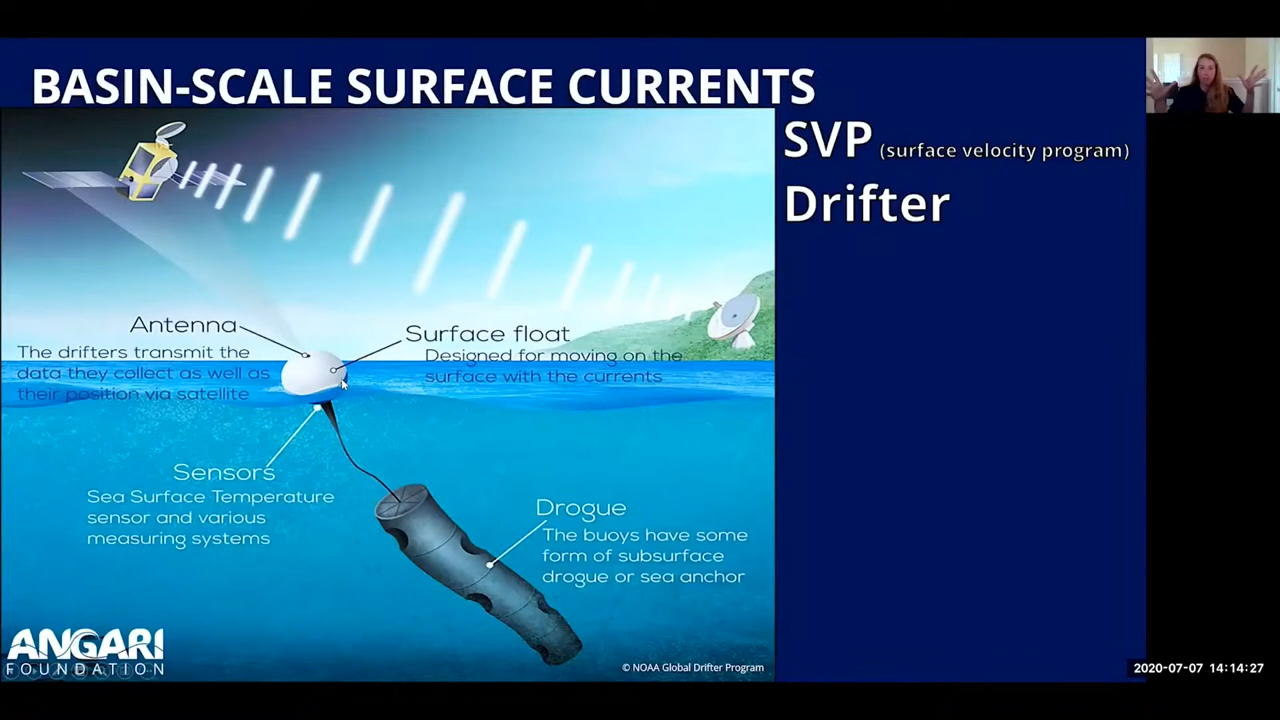 BASIN-SCALE SURFACE CURRENTS
SVP (surface velocity program)
Drifter
Antenna
The drifters transmit the
data they collect as well as
their position via satellite
Surface float
Designed for moving on the
surface with the currents
Sensors
Sea Surface Temperature
sensor and various
measuring systems
Drogue
The buoys have some
form of subsurface
drogue or sea anchor
ANGARI
FOUNDATION
© NOAA Global Drifter Program
2020-07-07 14:14:27